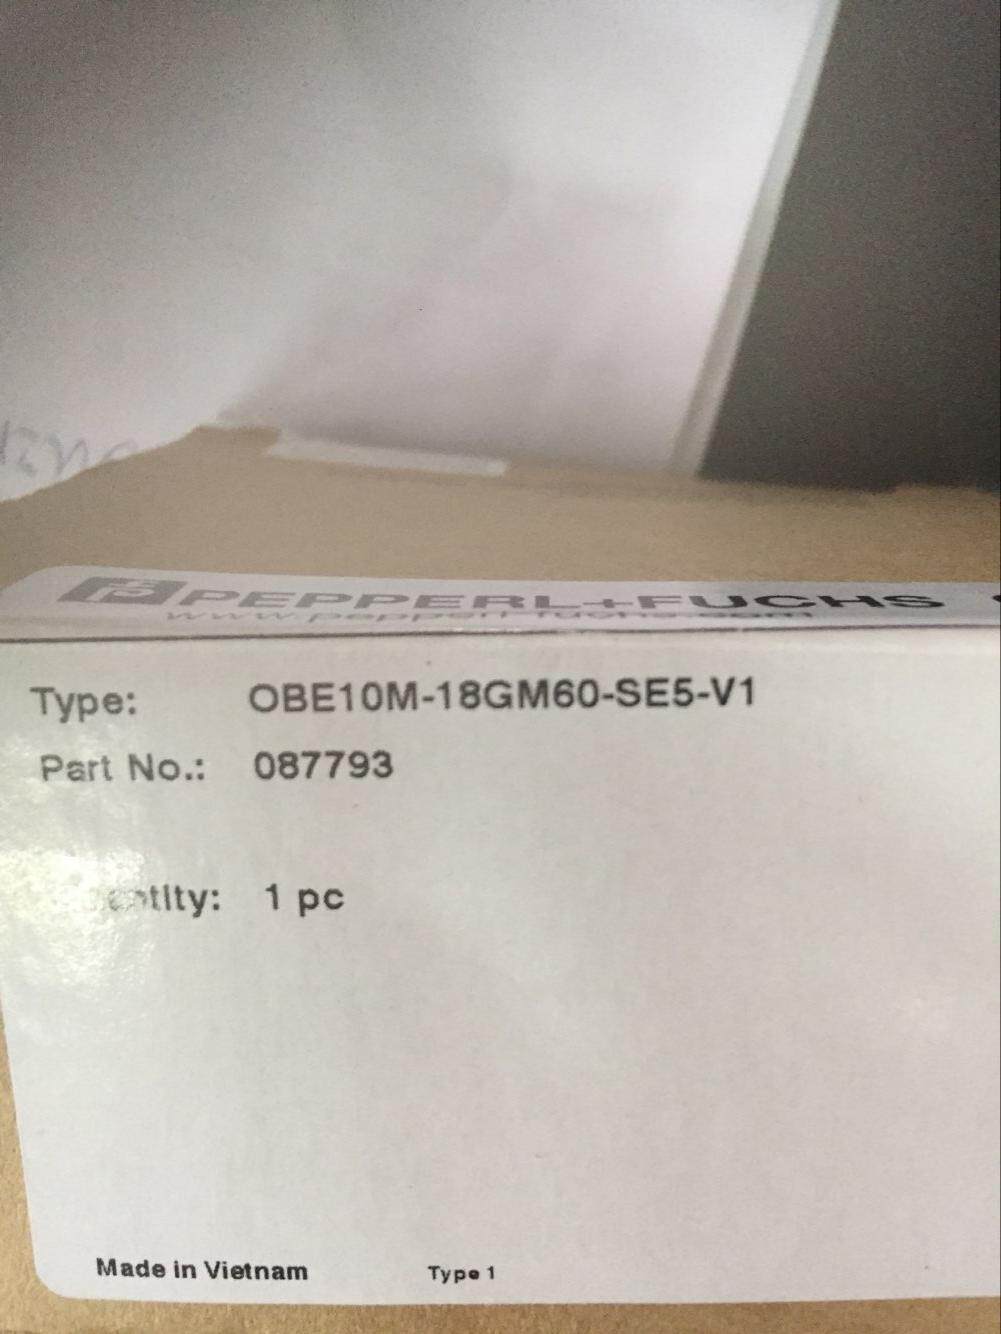 PEPPERL+FUCHS
www.pepperl-fuchs.com
Type: OBE10M-18GM60-SE5-V1
Part No.: 087793
1 pc
Made in Vietnam Type 1